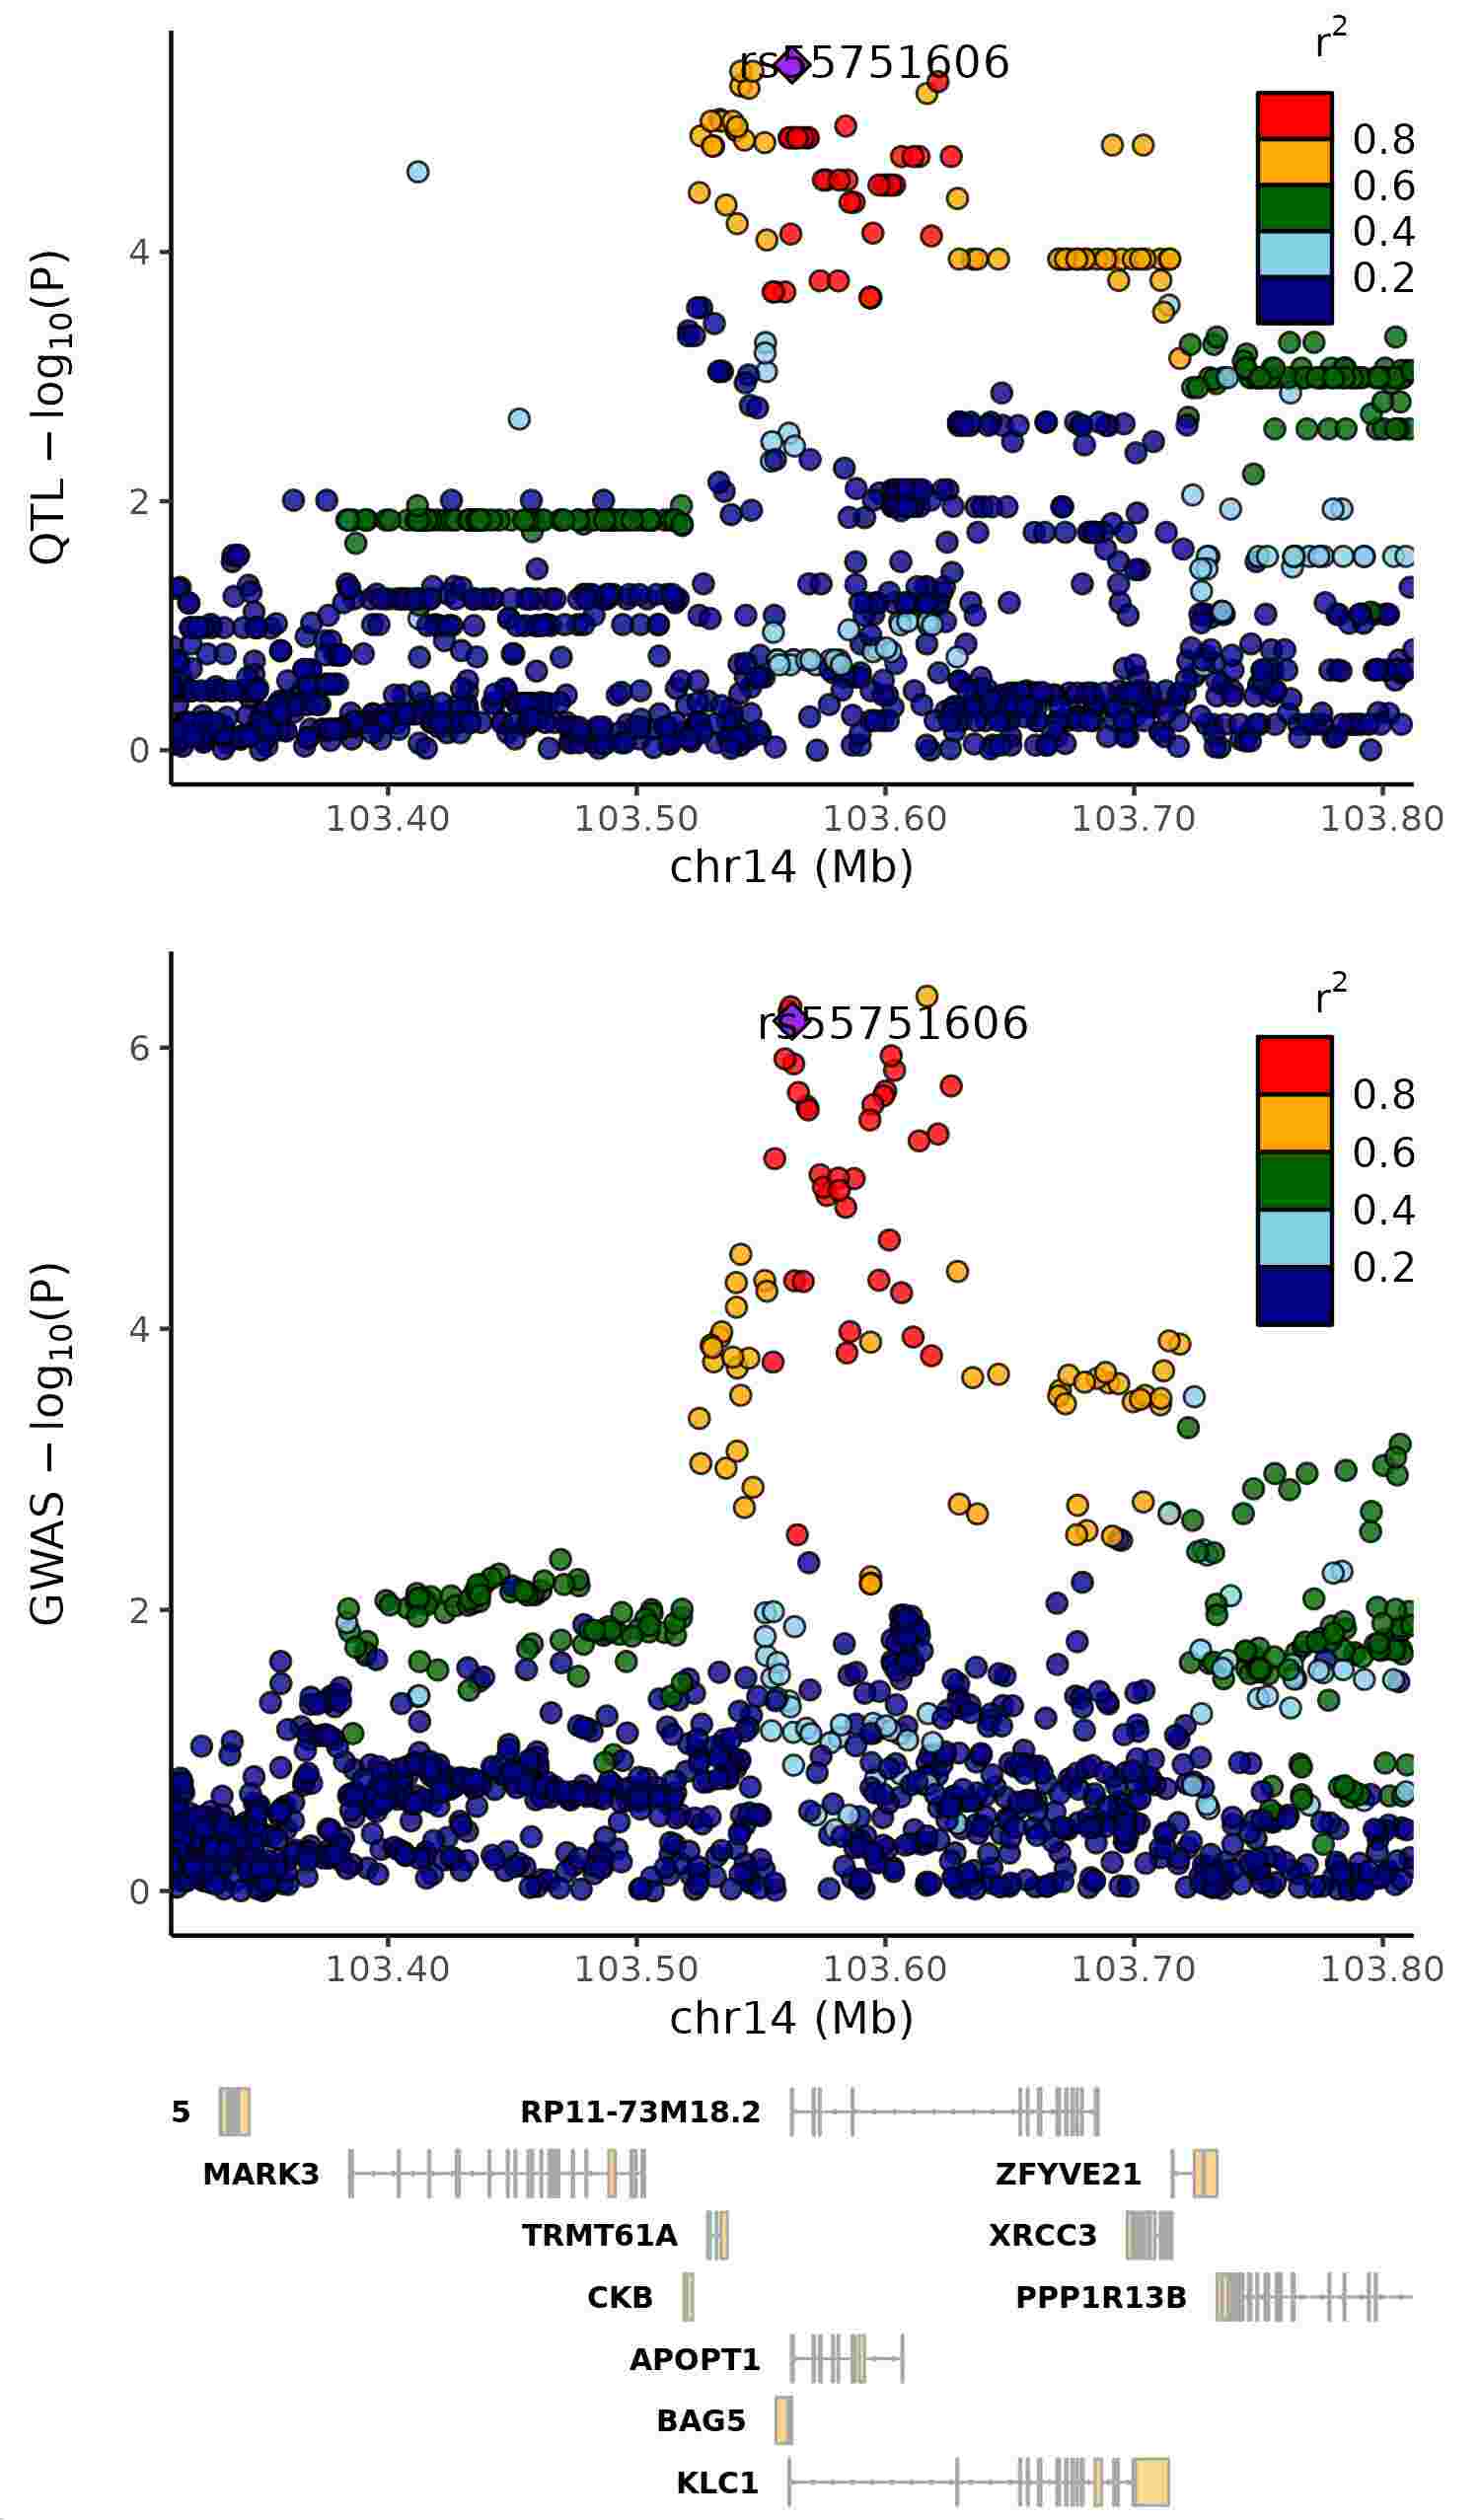 rs55751606
r2
0.8
0.6
0.4
0.2
4
2
0
QTL − log10(P)
103.40 103.50 103.60 103.70 103.80
chr14 (Mb)
rs55751606
r2
0.8
0.6
0.4
0.2
6
4
2
0
GWAS − log10(P)
103.40 103.50 103.60 103.70 103.80
chr14 (Mb)
5 RP11-73M18.2
MARK3 ZFYVE21
TRMT61A XRCC3
CKB PPP1R13B
APOPT1
BAG5
KLC1